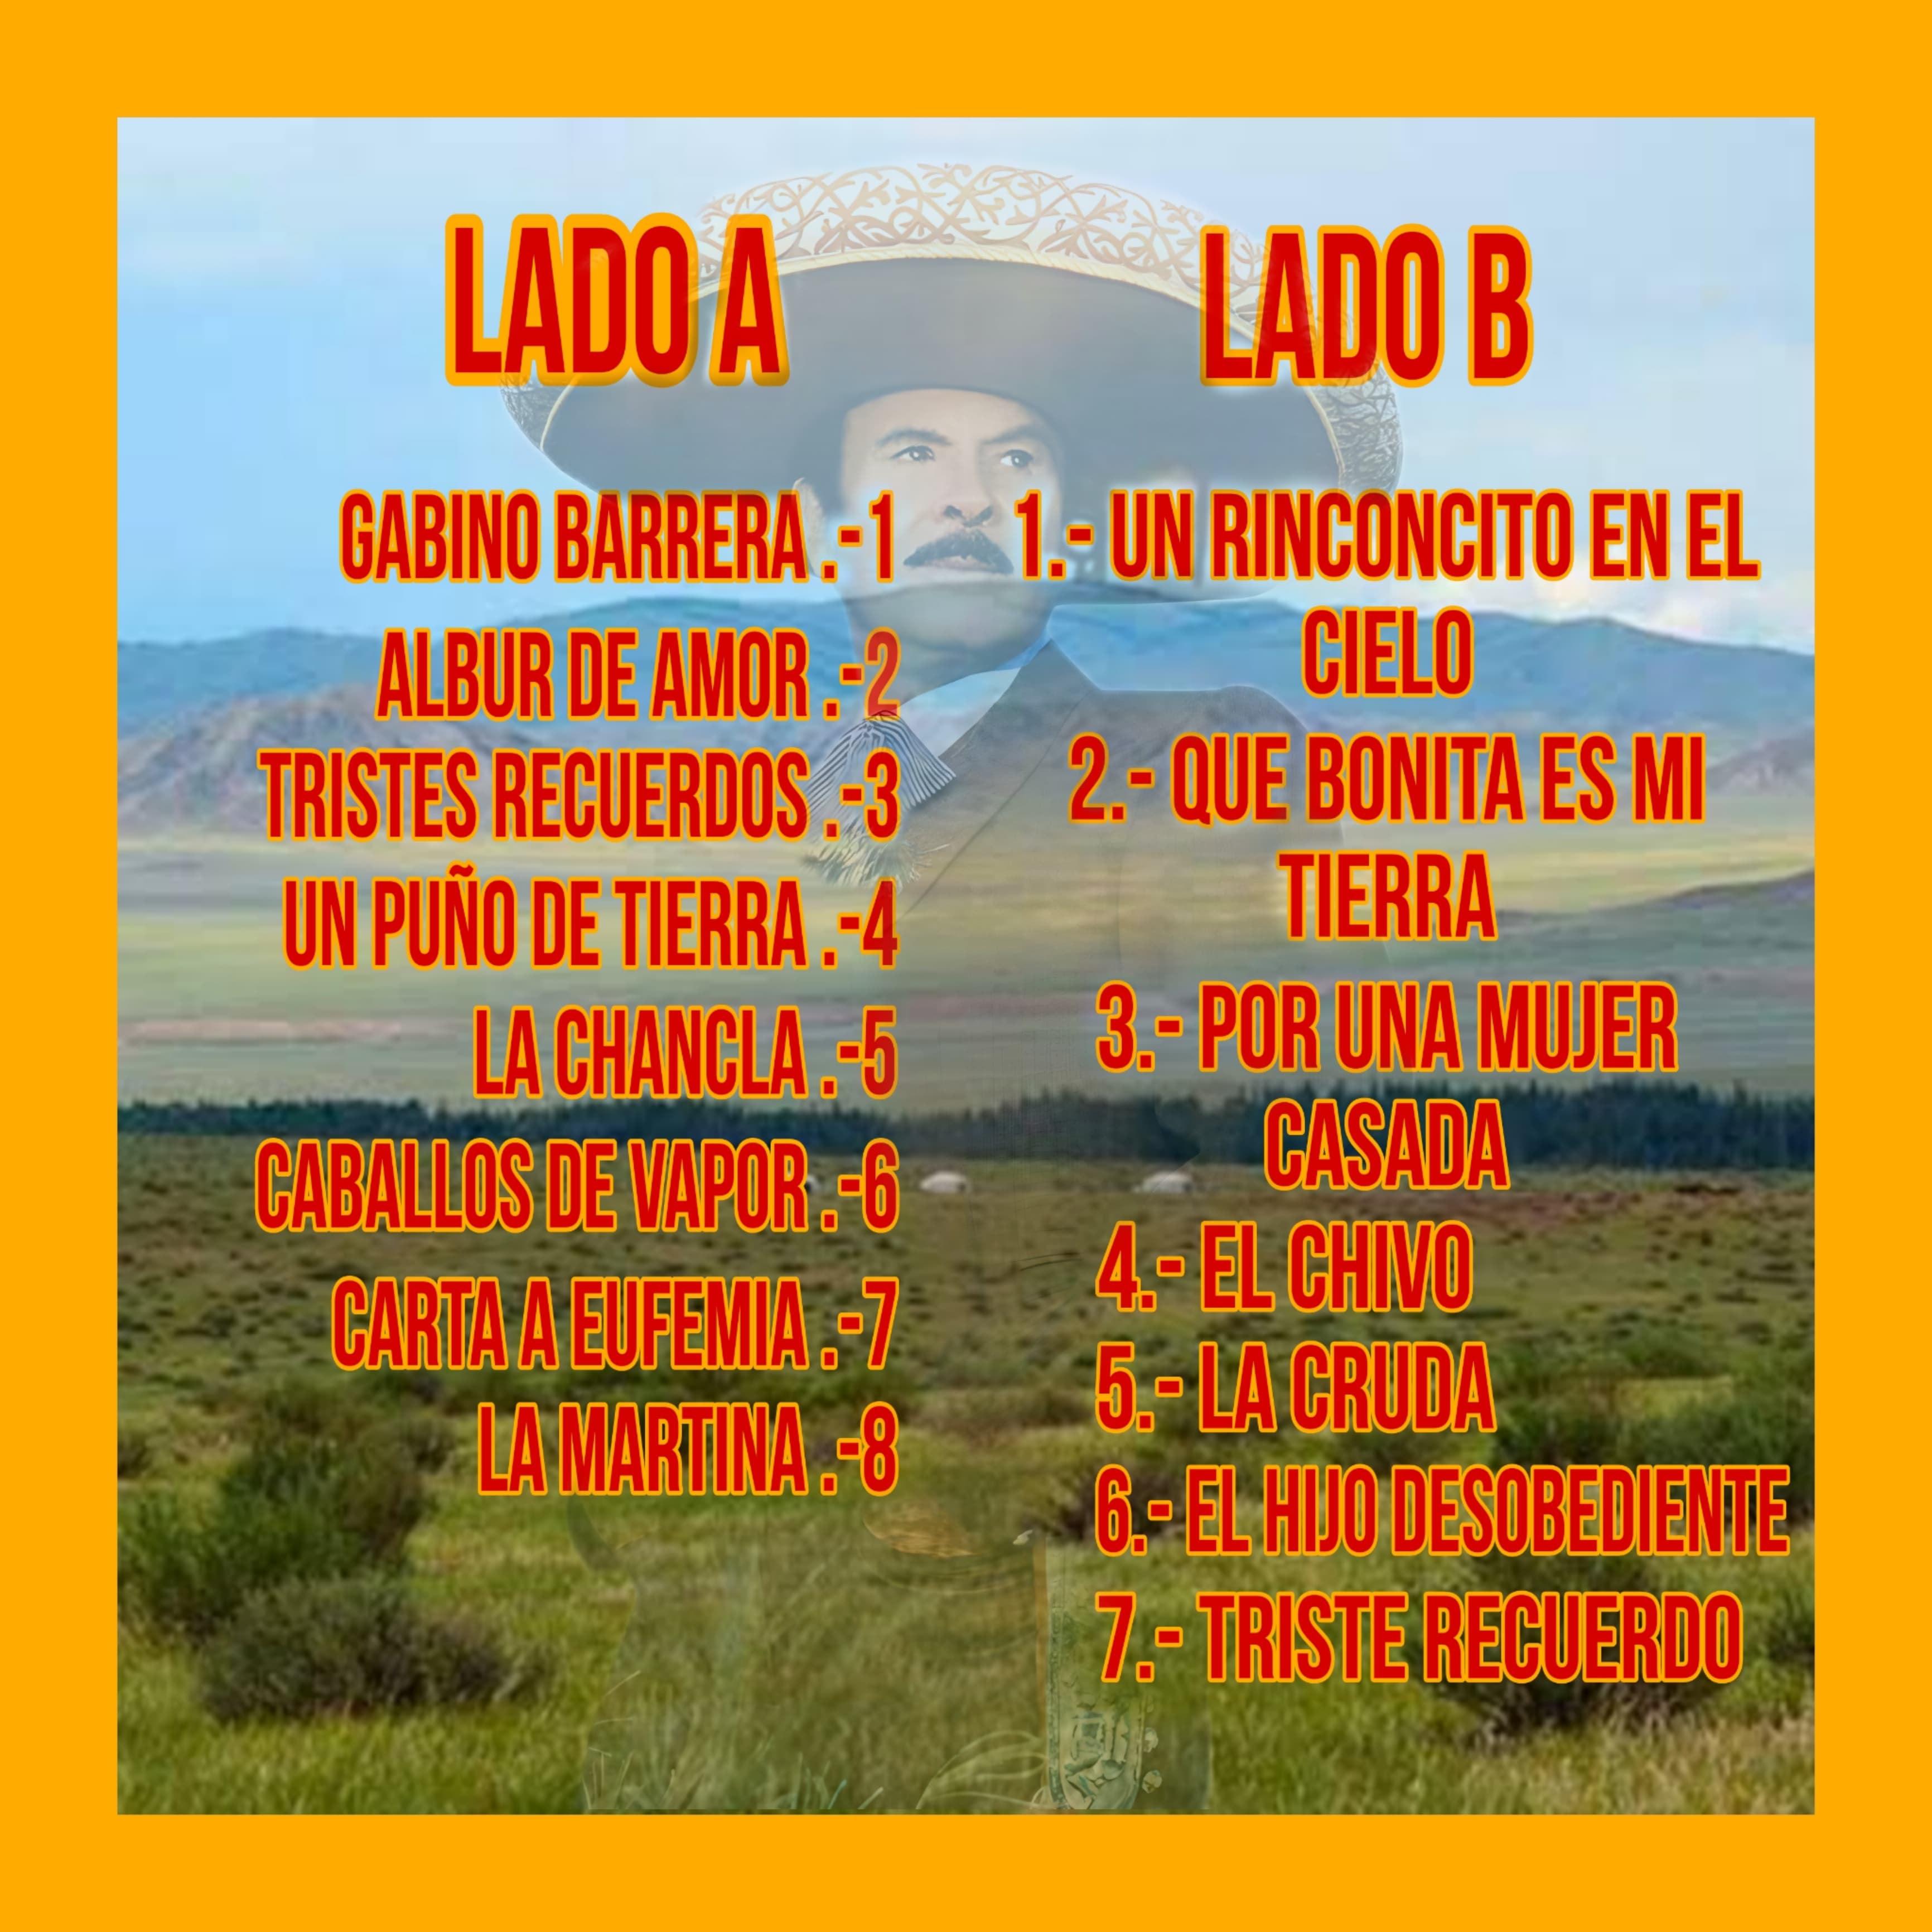 LADO A
GABINO BARRERA .-1
ALBUR DE AMOR .-2
TRISTES RECUERDOS .-3
UN PUÑO DE TIERRA .-4
LA CHANCLA .-5
CABALLOS DE VAPOR .-6
CARTA A EUFEMIA .-7
LA MARTINA .-8
LADO B
1.- UN RINCONCITO EN EL
CIELO
2.- QUE BONITA ES MI
TIERRA
3.- POR UNA MUJER
CASADA
4.- EL CHIVO
5.- LA CRUDA
6.- EL HIJO DESOBEDIENTE
7.- TRISTE RECUERDO